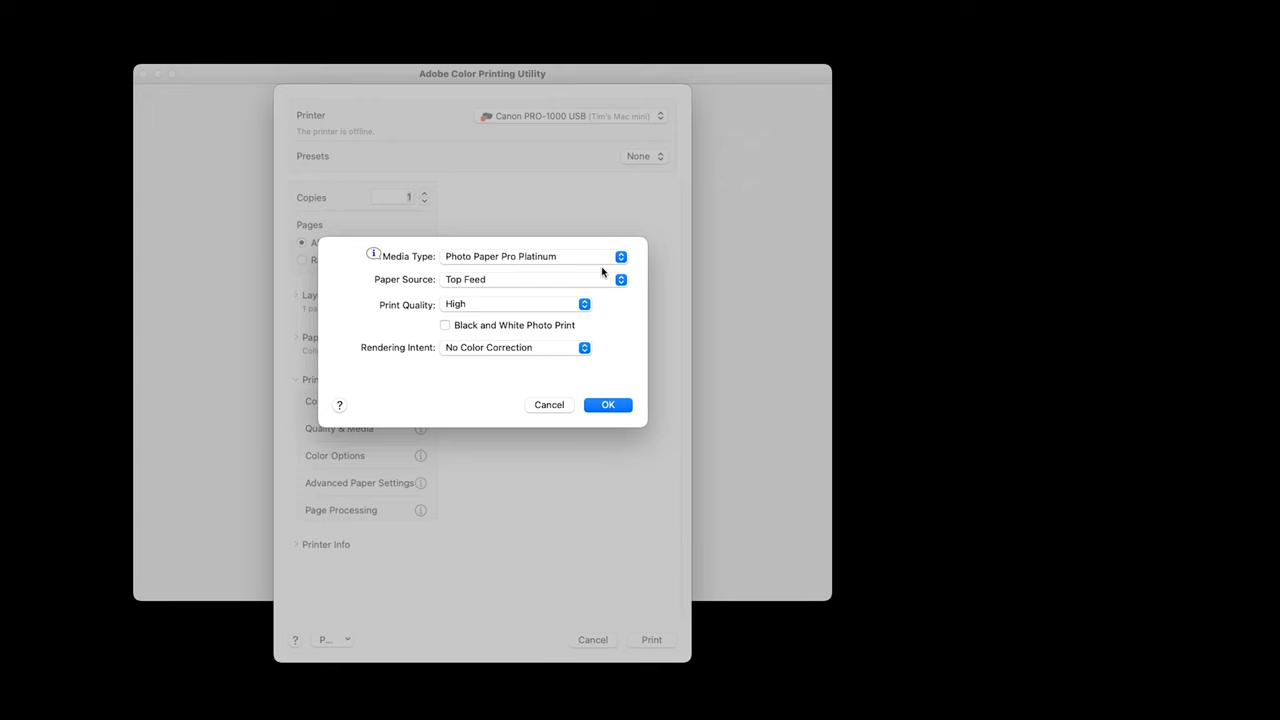 Adobe Color Printing Utility
Printer
Canon PRO-1000 USB (Tim's Mac mini)
The printer is offline.
Presets
None
Copies
1
Pages
Media Type: Photo Paper Pro Platinum
Paper Source: Top Feed
Print Quality: High
Black and White Photo Print
Rendering Intent: No Color Correction
? Cancel OK
Quality & Media
Color Options
Advanced Paper Settings
Page Processing
Printer Info
? P... Cancel Print